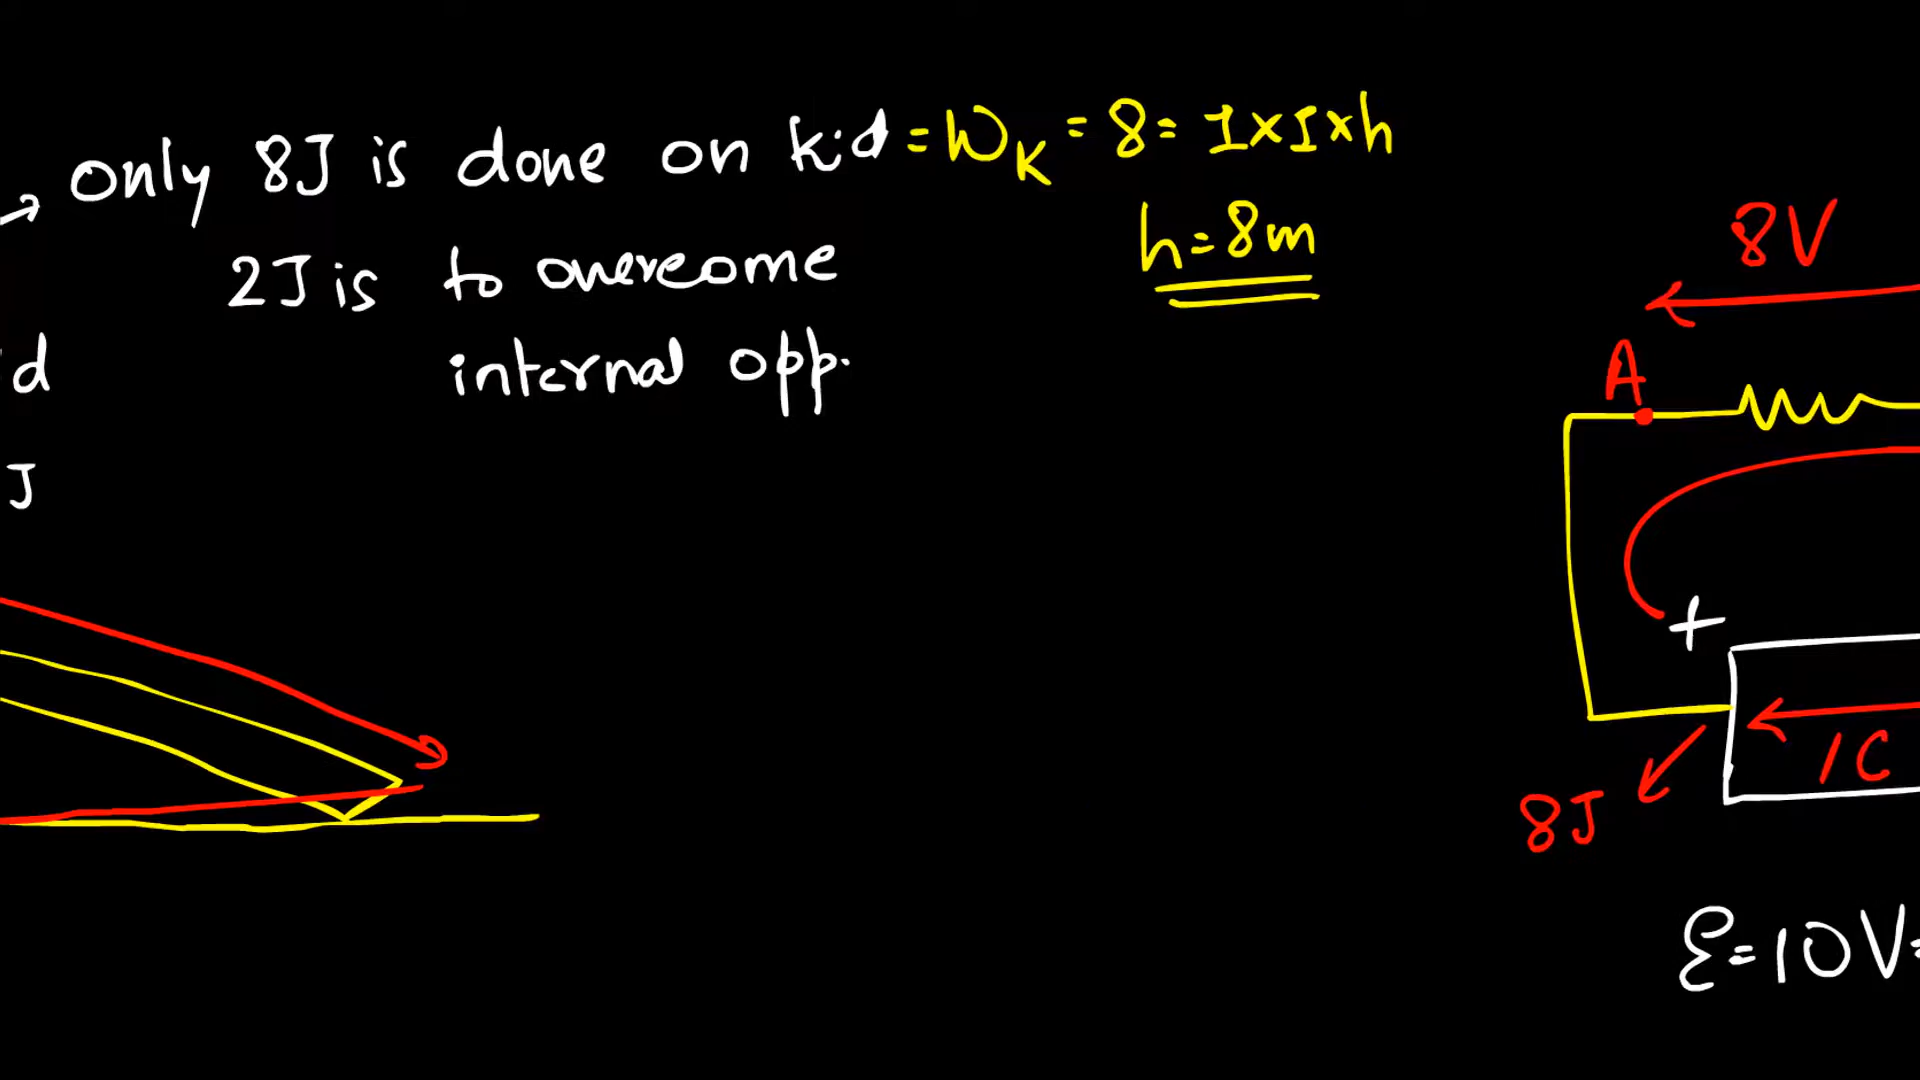 → only 8J is done on kid = WK = 8 = 1×1×h
2J is to overcome
h = 8m
internal opp.
d
J
8V
A
+
1C
8J
ε = 10V =